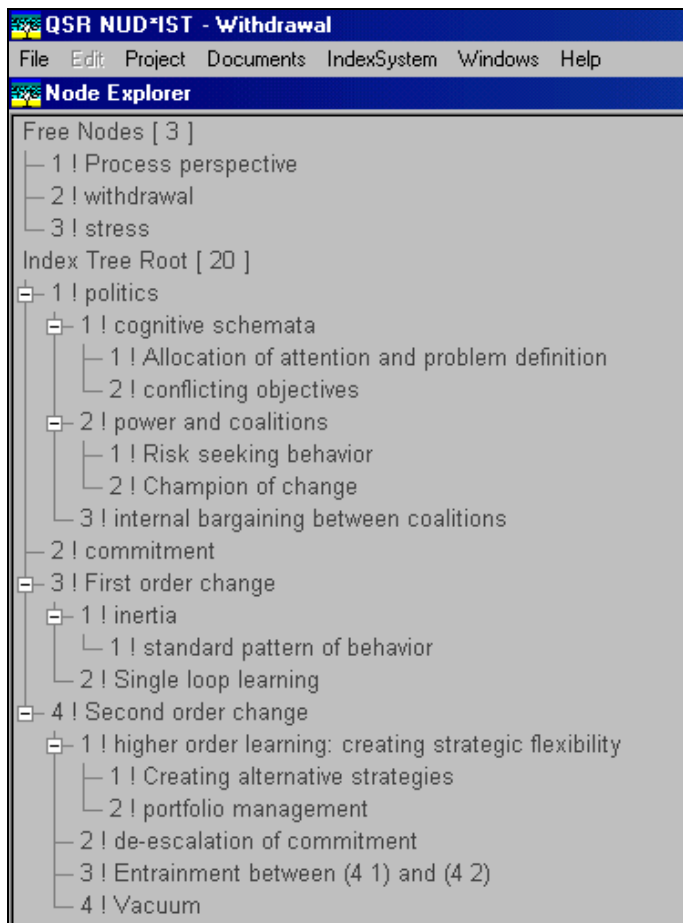 QSR NUD*IST - Withdrawal
File Edit Project Documents IndexSystem Windows Help
Node Explorer
Free Nodes [ 3 ]
1 ! Process perspective
2 ! withdrawal
3 ! stress
Index Tree Root [ 20 ]
1 ! politics
1 ! cognitive schemata
1 ! Allocation of attention and problem definition
2 ! conflicting objectives
2 ! power and coalitions
1 ! Risk seeking behavior
2 ! Champion of change
3 ! internal bargaining between coalitions
2 ! commitment
3 ! First order change
1 ! inertia
1 ! standard pattern of behavior
2 ! Single loop learning
4 ! Second order change
1 ! higher order learning: creating strategic flexibility
1 ! Creating alternative strategies
2 ! portfolio management
2 ! de-escalation of commitment
3 ! Entrainment between (4 1) and (4 2)
4 ! Vacuum